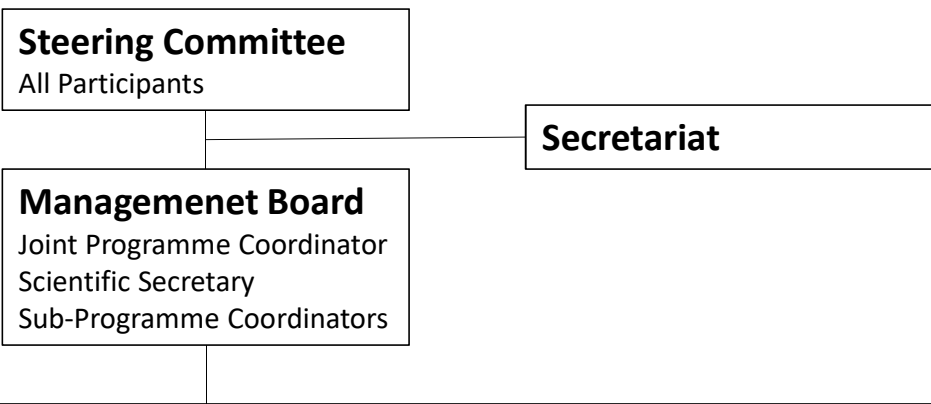 Steering Committee
All Participants
Secretariat
Managemenet Board
Joint Programme Coordinator
Scientific Secretary
Sub-Programme Coordinators